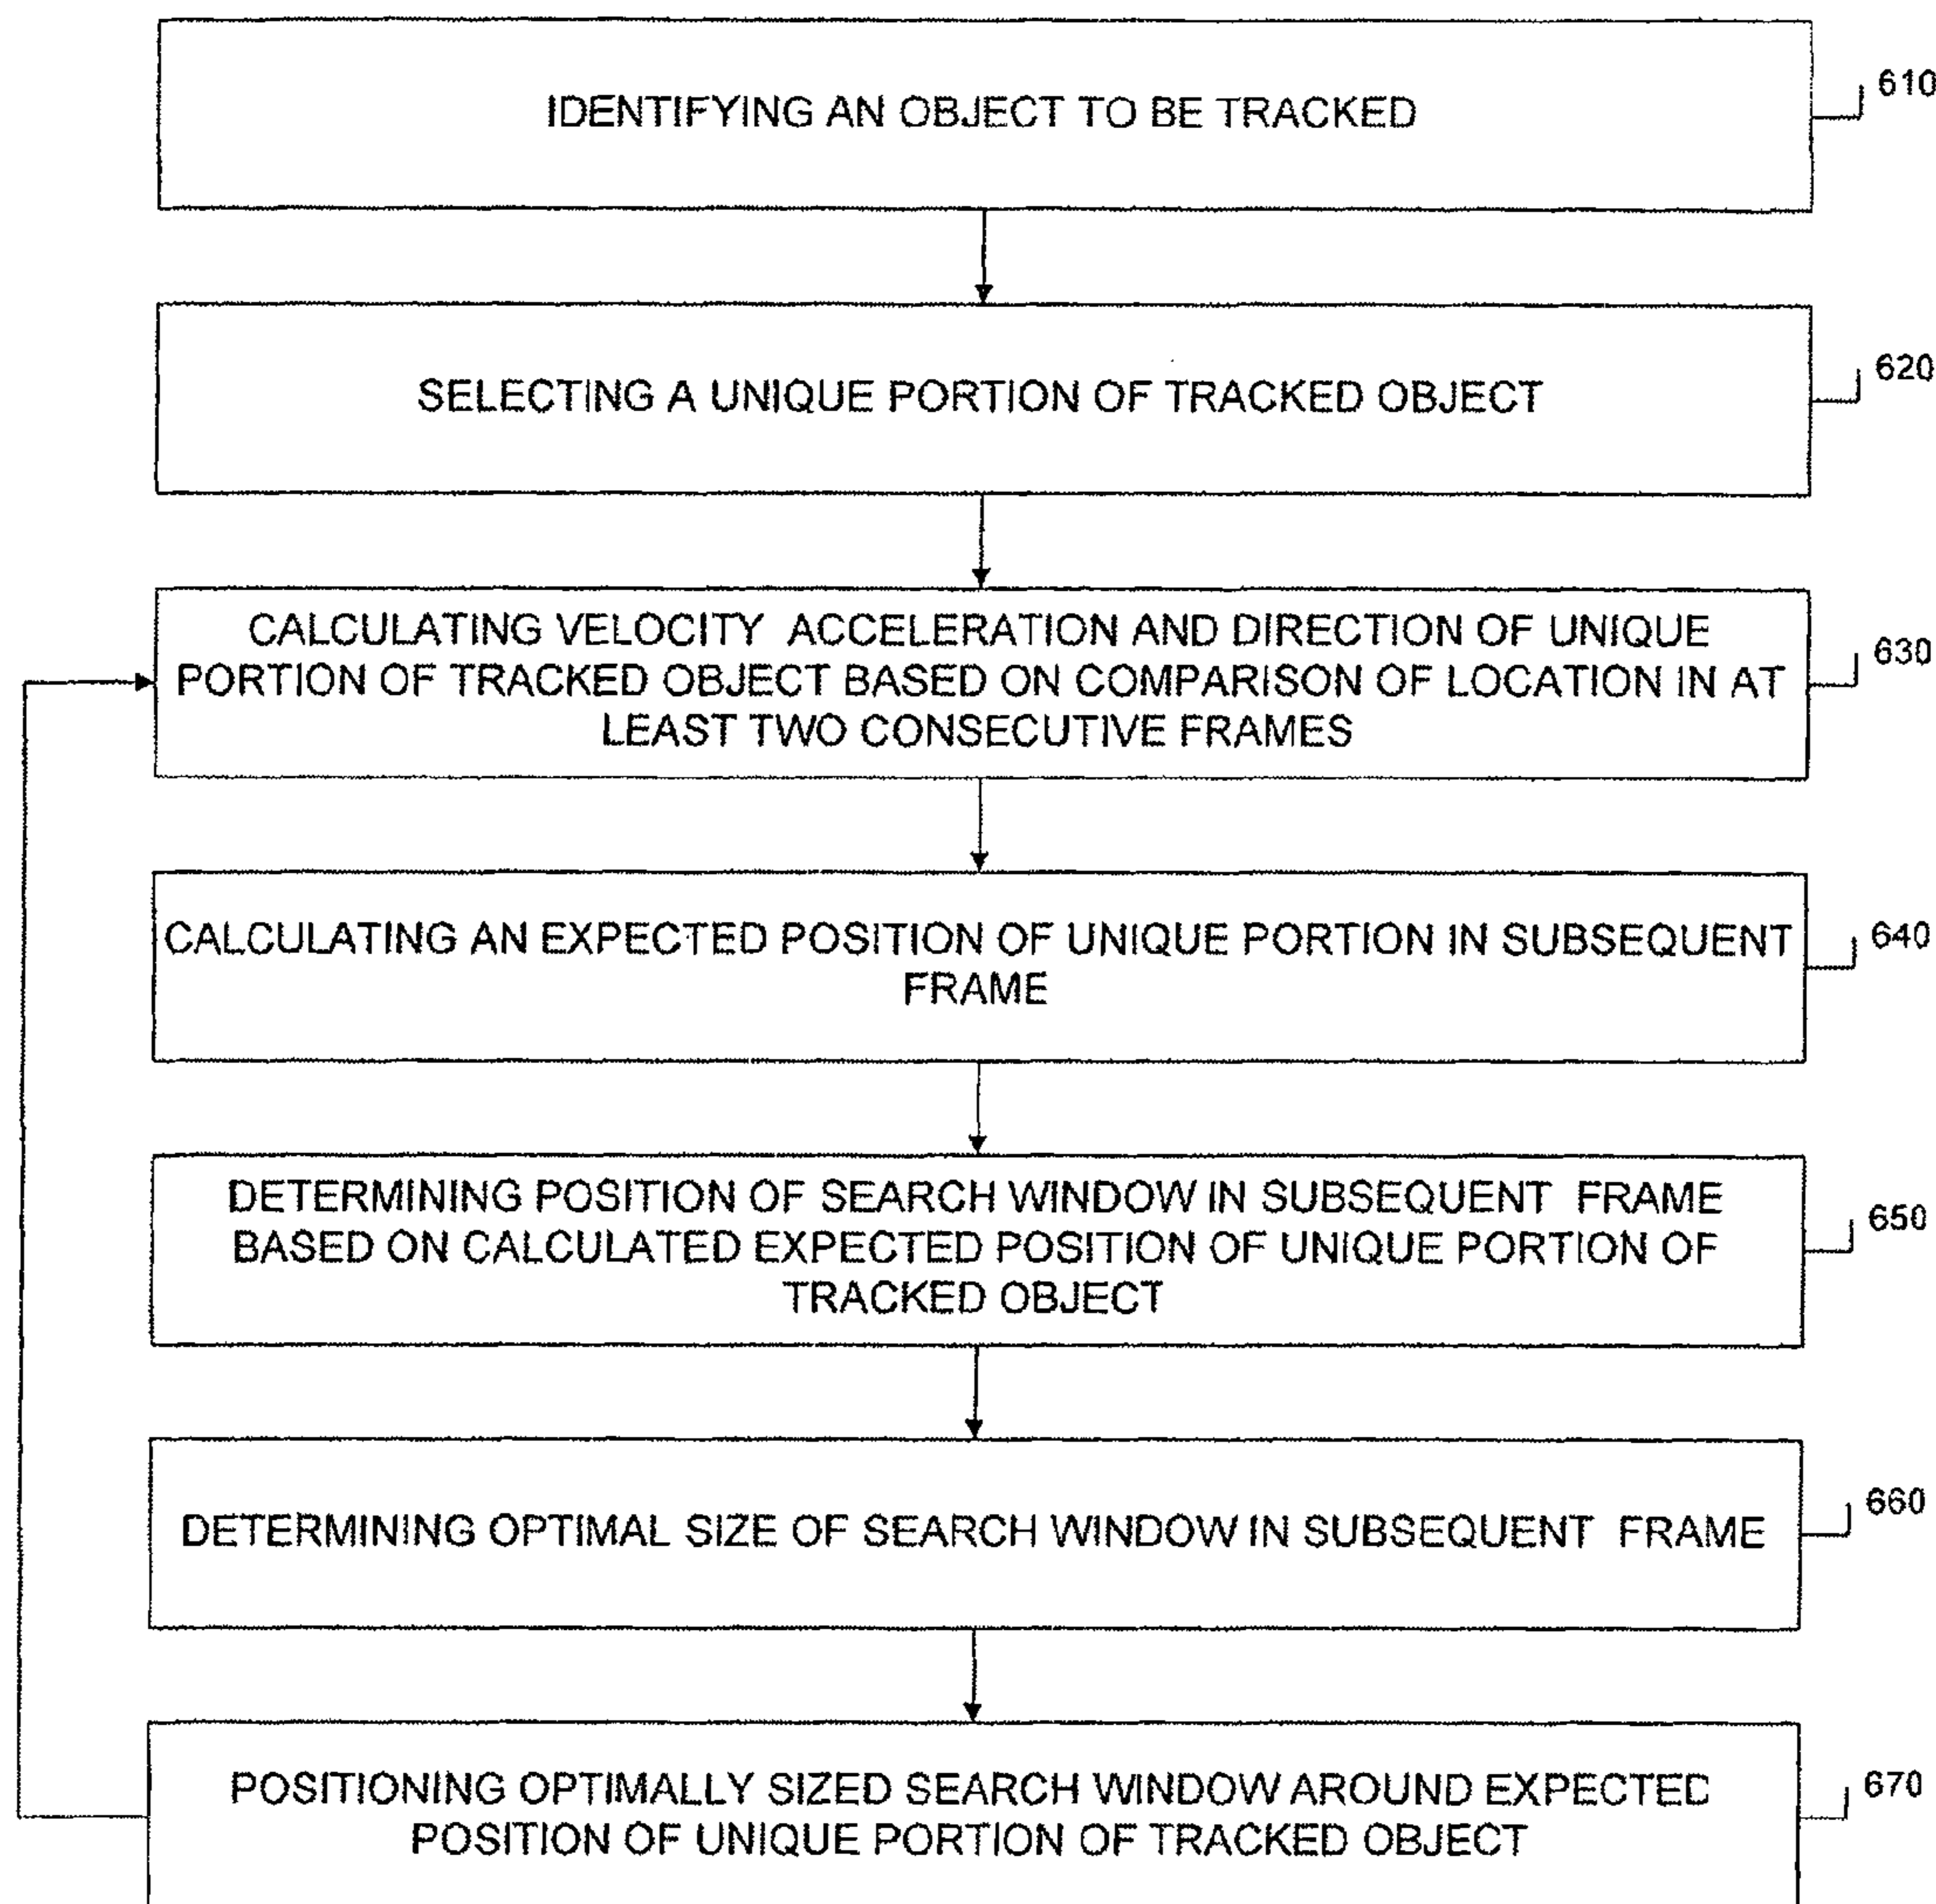 IDENTIFYING AN OBJECT TO BE TRACKED
610
SELECTING A UNIQUE PORTION OF TRACKED OBJECT
620
CALCULATING VELOCITY ACCELERATION AND DIRECTION OF UNIQUE
PORTION OF TRACKED OBJECT BASED ON COMPARISON OF LOCATION IN AT
LEAST TWO CONSECUTIVE FRAMES
630
CALCULATING AN EXPECTED POSITION OF UNIQUE PORTION IN SUBSEQUENT
FRAME
640
DETERMINING POSITION OF SEARCH WINDOW IN SUBSEQUENT FRAME
BASED ON CALCULATED EXPECTED POSITION OF UNIQUE PORTION OF
TRACKED OBJECT
650
DETERMINING OPTIMAL SIZE OF SEARCH WINDOW IN SUBSEQUENT FRAME
660
POSITIONING OPTIMALLY SIZED SEARCH WINDOW AROUND EXPECTED
POSITION OF UNIQUE PORTION OF TRACKED OBJECT
670